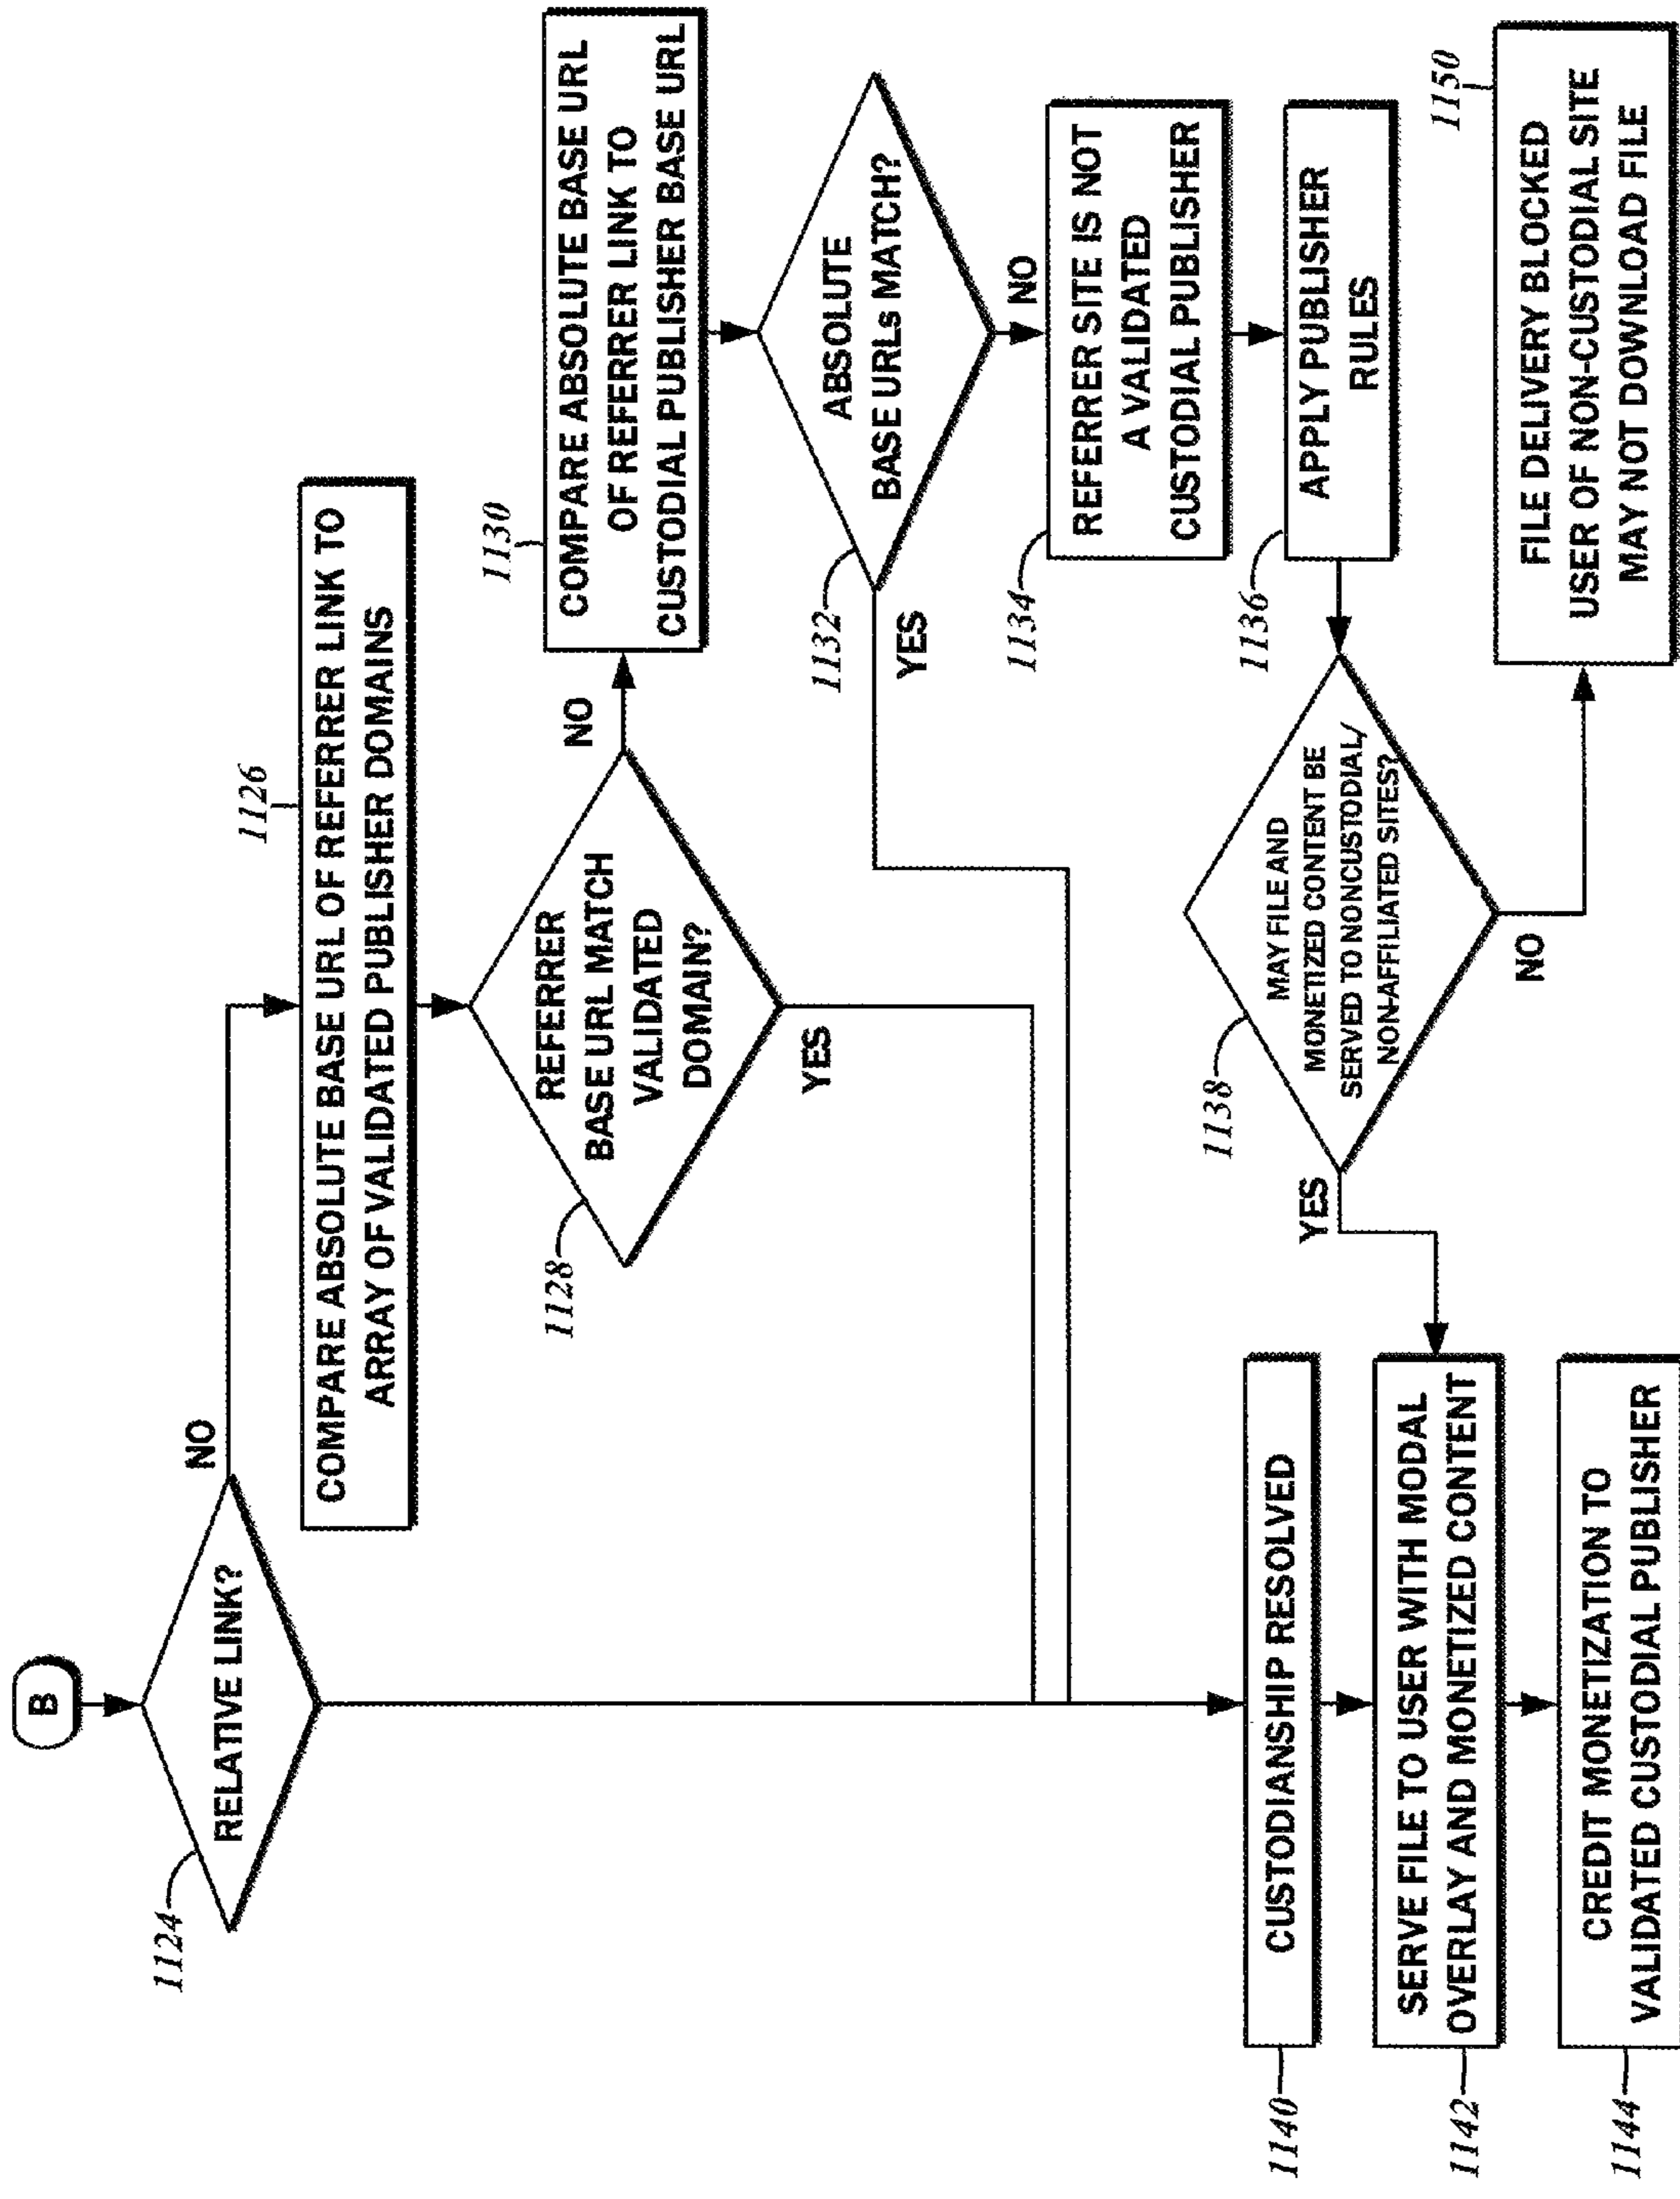 B
1124
RELATIVE LINK?
NO
1126
COMPARE ABSOLUTE BASE URL OF REFERRER LINK TO
ARRAY OF VALIDATED PUBLISHER DOMAINS
1128
REFERRER
BASE URL MATCH
VALIDATED
DOMAIN?
NO
YES
1130
COMPARE ABSOLUTE BASE URL
OF REFERRER LINK TO
CUSTODIAL PUBLISHER BASE URL
1132
ABSOLUTE
BASE URLs MATCH?
YES
NO
1134
REFERRER SITE IS NOT
A VALIDATED
CUSTODIAL PUBLISHER
1136
APPLY PUBLISHER
RULES
1138
MAY FILE AND
MONETIZED CONTENT BE
SERVED TO NONCUSTODIAL/
NON-AFFILIATED SITES?
YES
NO
1150
FILE DELIVERY BLOCKED
USER OF NON-CUSTODIAL SITE
MAY NOT DOWNLOAD FILE
1140
CUSTODIANSHIP RESOLVED
1142
SERVE FILE TO USER WITH MODAL
OVERLAY AND MONETIZED CONTENT
1144
CREDIT MONETIZATION TO
VALIDATED CUSTODIAL PUBLISHER